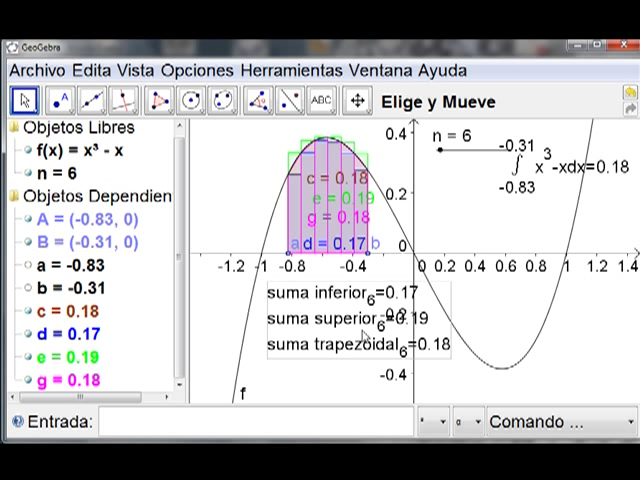 GeoGebra
Archivo Edita Vista Opciones Herramientas Ventana Ayuda
ABC
Elige y Mueve
Objetos Libres
f(x) = x³ - x
n = 6
Objetos Dependien
A = (-0.83, 0)
B = (-0.31, 0)
a = -0.83
b = -0.31
c = 0.18
d = 0.17
e = 0.19
g = 0.18
n = 6
-0.31
∫ x³-xdx=0.18
-0.83
c = 0.18
e = 0.19
g = 0.18
a d = 0.17 b
0.4
0.2
0
-0.2
-0.4
-1.2 -1 -0.8 -0.4 0 0.2 0.4 0.6 0.8 1 1.2 1.4
suma inferior₆=0.17
suma superior₆=0.19
suma trapezoidal₆=0.18
f
Entrada:
α
Comando ...